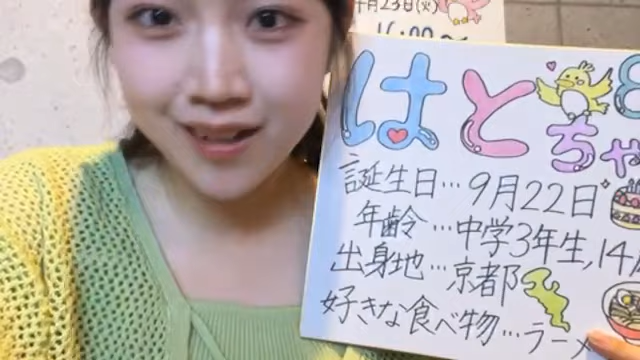 月23日(火)
はと
ちゃ
誕生日…9月22日
年齢…中学3年生,14
出身地…京都
好きな食べ物…ラーメ